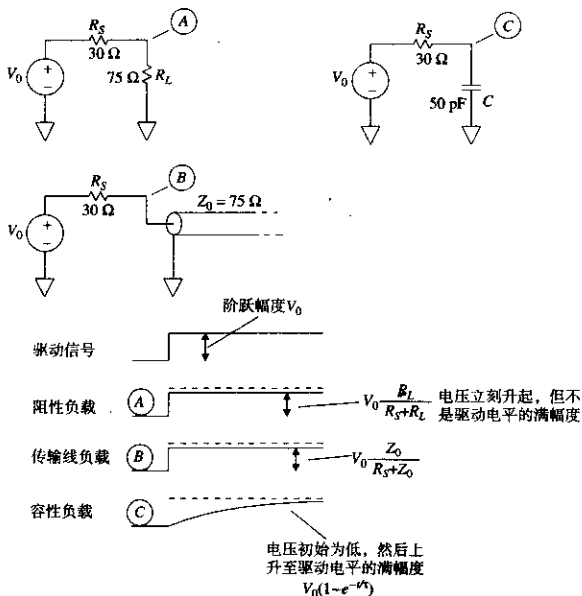 A
R_S
30 Ω
V_0
+
−
75 Ω R_L
C
R_S
30 Ω
V_0
+
−
50 pF C
B
R_S
30 Ω
Z_0 = 75 Ω
V_0
+
−
阶跃幅度V_0
驱动信号
阻性负载 A
V_0 R_L / (R_S+R_L)
电压立刻升起，但不
是驱动电平的满幅度
传输线负载 B
V_0 Z_0 / (R_S+Z_0)
容性负载 C
电压初始为低，然后上
升至驱动电平的满幅度
V_0(1−e^{−t/τ})